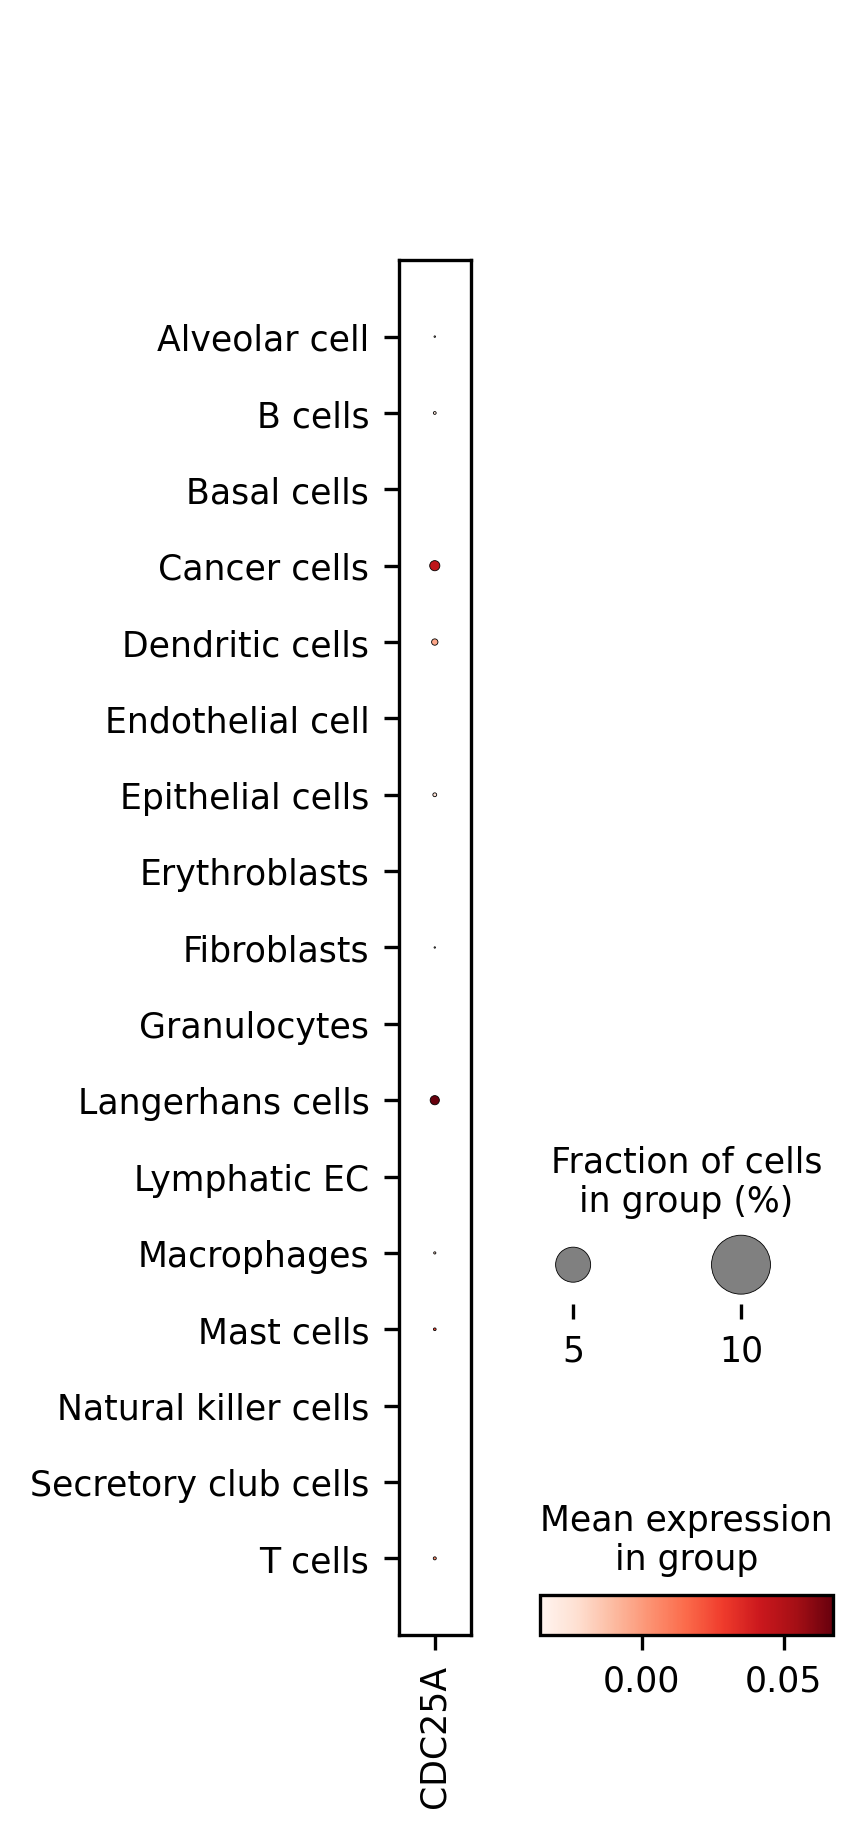 Alveolar cell
B cells
Basal cells
Cancer cells
Dendritic cells
Endothelial cell
Epithelial cells
Erythroblasts
Fibroblasts
Granulocytes
Langerhans cells
Lymphatic EC
Macrophages
Mast cells
Natural killer cells
Secretory club cells
T cells
CDC25A
Fraction of cells
in group (%)
5 10
Mean expression
in group
0.00 0.05